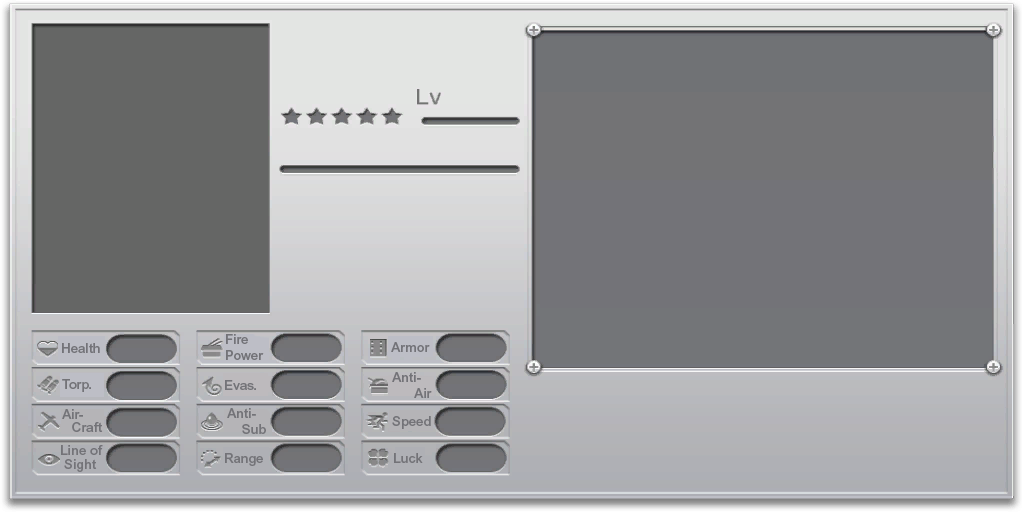 Lv
Health
Fire
Power
Armor
Torp.
Evas.
Anti-
Air
Air-
Craft
Anti-
Sub
Speed
Line of
Sight
Range
Luck